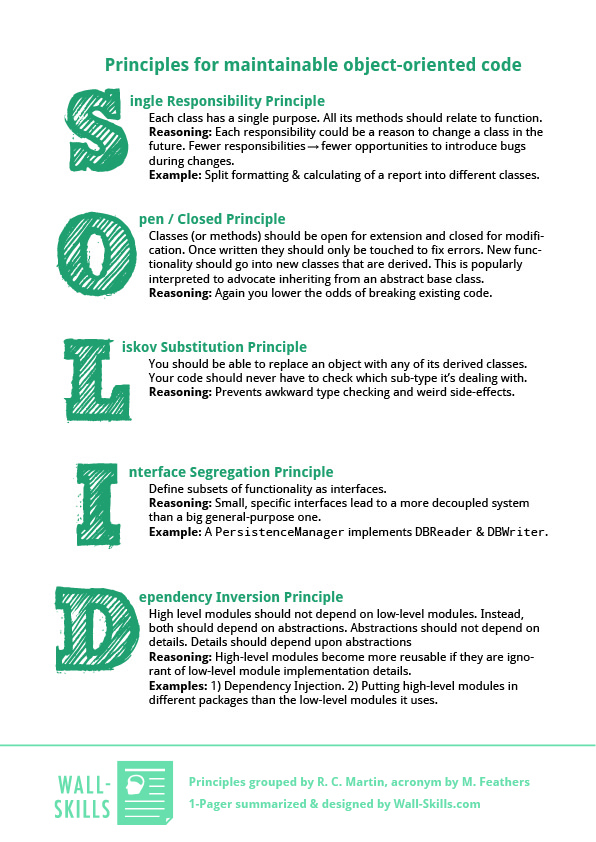 Principles for maintainable object-oriented code
Single Responsibility Principle
Each class has a single purpose. All its methods should relate to function.
Reasoning: Each responsibility could be a reason to change a class in the
future. Fewer responsibilities → fewer opportunities to introduce bugs
during changes.
Example: Split formatting & calculating of a report into different classes.
Open / Closed Principle
Classes (or methods) should be open for extension and closed for modifi-
cation. Once written they should only be touched to fix errors. New func-
tionality should go into new classes that are derived. This is popularly
interpreted to advocate inheriting from an abstract base class.
Reasoning: Again you lower the odds of breaking existing code.
Liskov Substitution Principle
You should be able to replace an object with any of its derived classes.
Your code should never have to check which sub-type it’s dealing with.
Reasoning: Prevents awkward type checking and weird side-effects.
Interface Segregation Principle
Define subsets of functionality as interfaces.
Reasoning: Small, specific interfaces lead to a more decoupled system
than a big general-purpose one.
Example: A PersistenceManager implements DBReader & DBWriter.
Dependency Inversion Principle
High level modules should not depend on low-level modules. Instead,
both should depend on abstractions. Abstractions should not depend on
details. Details should depend upon abstractions
Reasoning: High-level modules become more reusable if they are igno-
rant of low-level module implementation details.
Examples: 1) Dependency Injection. 2) Putting high-level modules in
different packages than the low-level modules it uses.
WALL-
SKILLS
Principles grouped by R. C. Martin, acronym by M. Feathers
1-Pager summarized & designed by Wall-Skills.com